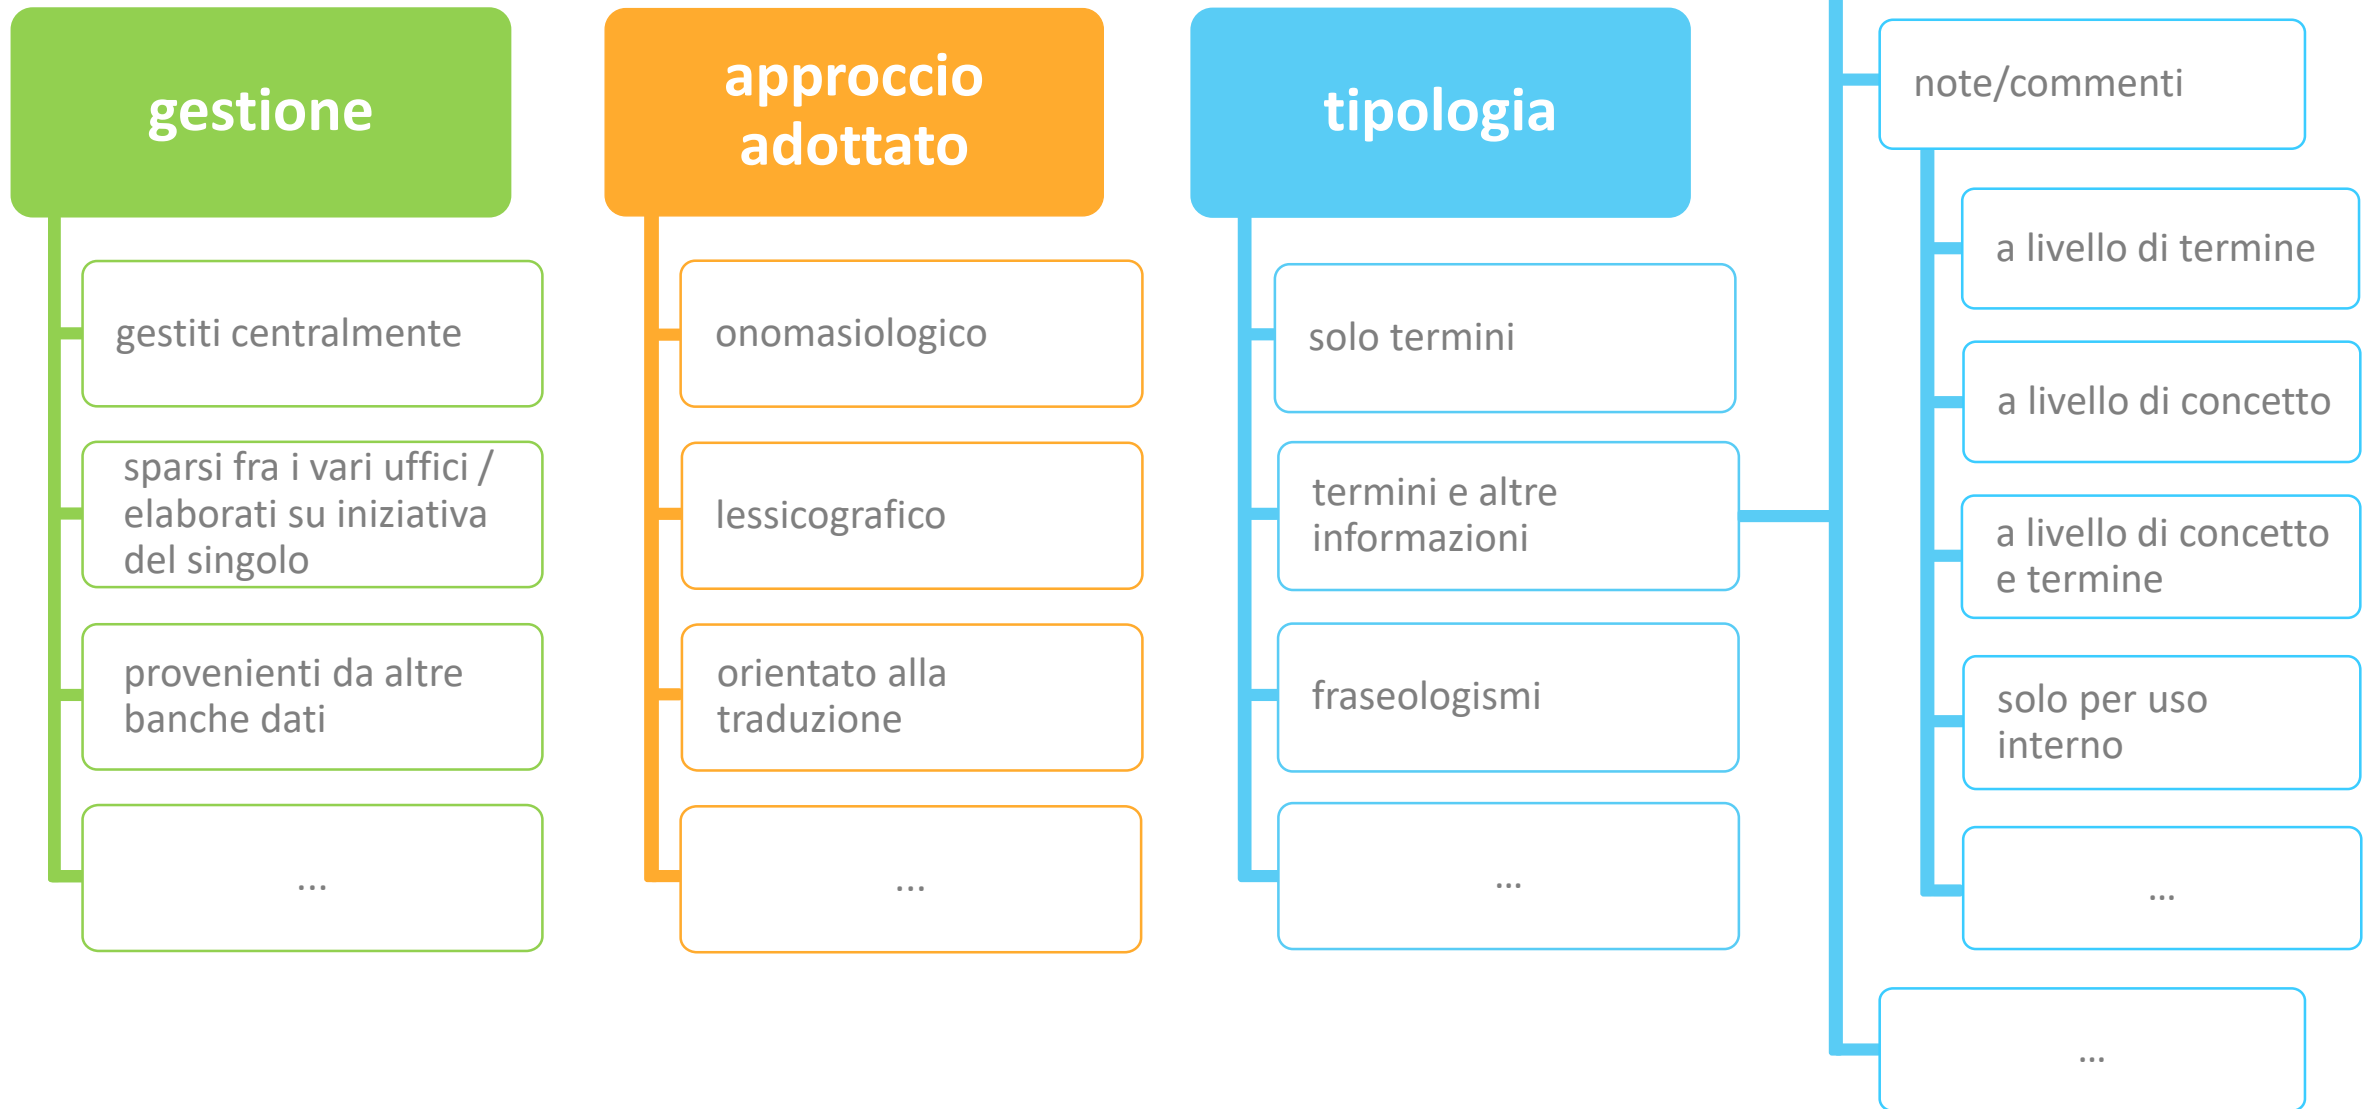 gestione
gestiti centralmente
sparsi fra i vari uffici /
elaborati su iniziativa
del singolo
provenienti da altre
banche dati
...
approccio
adottato
onomasiologico
lessicografico
orientato alla
traduzione
...
tipologia
solo termini
termini e altre
informazioni
fraseologismi
...
note/commenti
a livello di termine
a livello di concetto
a livello di concetto
e termine
solo per uso
interno
...
...